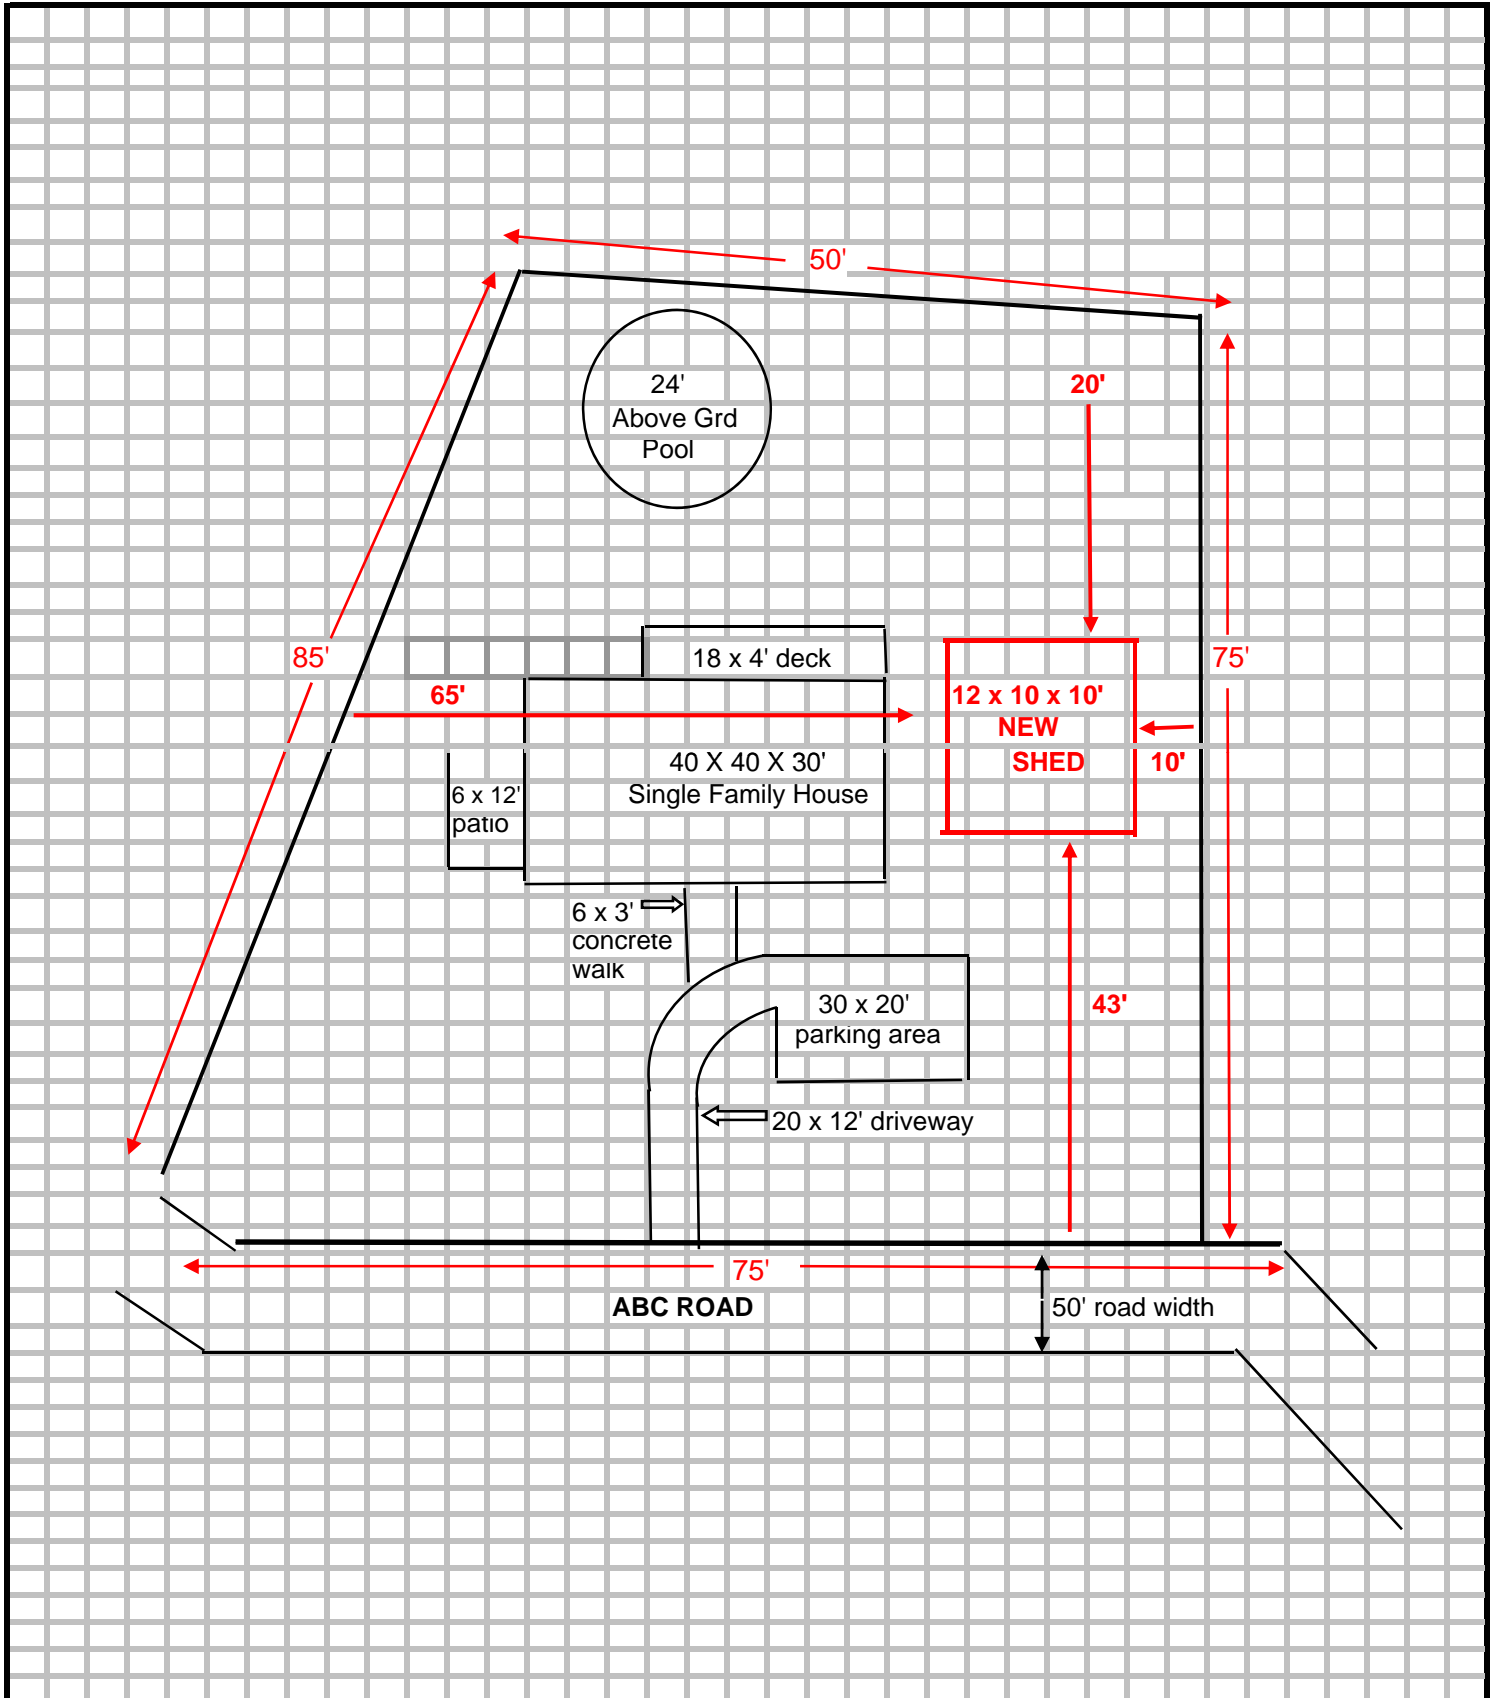 50'
24'
Above Grd
Pool
20'
85'
18 x 4' deck
75'
65'
12 x 10 x 10'
NEW
SHED
10'
40 X 40 X 30'
Single Family House
6 x 12'
patio
6 x 3'
concrete
walk
30 x 20'
parking area
43'
20 x 12' driveway
75'
ABC ROAD
50' road width